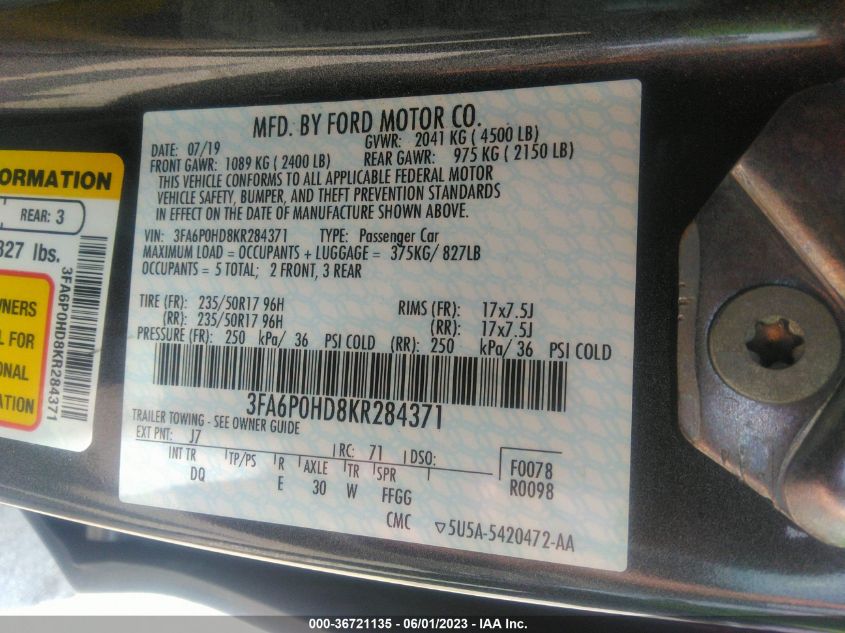 MFD. BY FORD MOTOR CO.
DATE: 07/19 GVWR: 2041 KG ( 4500 LB)
FRONT GAWR: 1089 KG ( 2400 LB) REAR GAWR: 975 KG ( 2150 LB)
THIS VEHICLE CONFORMS TO ALL APPLICABLE FEDERAL MOTOR
VEHICLE SAFETY, BUMPER, AND THEFT PREVENTION STANDARDS
IN EFFECT ON THE DATE OF MANUFACTURE SHOWN ABOVE.
VIN: 3FA6P0HD8KR284371 TYPE: Passenger Car
MAXIMUM LOAD = OCCUPANTS + LUGGAGE = 375KG/ 827LB
OCCUPANTS = 5 TOTAL; 2 FRONT, 3 REAR
TIRE (FR): 235/50R17 96H RIMS (FR): 17x7.5J
(RR): 235/50R17 96H (RR): 17x7.5J
PRESSURE (FR): 250 kPa/ 36 PSI COLD (RR): 250 kPa/ 36 PSI COLD
3FA6P0HD8KR284371
TRAILER TOWING - SEE OWNER GUIDE
EXT PNT: J7 RC: 71 DSO: F0078
INT TR TP/PS R AXLE TR SPR R0098
DQ E 30 W FFGG
CMC ▽5U5A-5420472-AA
ORMATION
REAR: 3
827 lbs.
3FA6P0HD8KR284371
WNERS
L FOR
ONAL
ATION
000-36721135 - 06/01/2023 - IAA Inc.